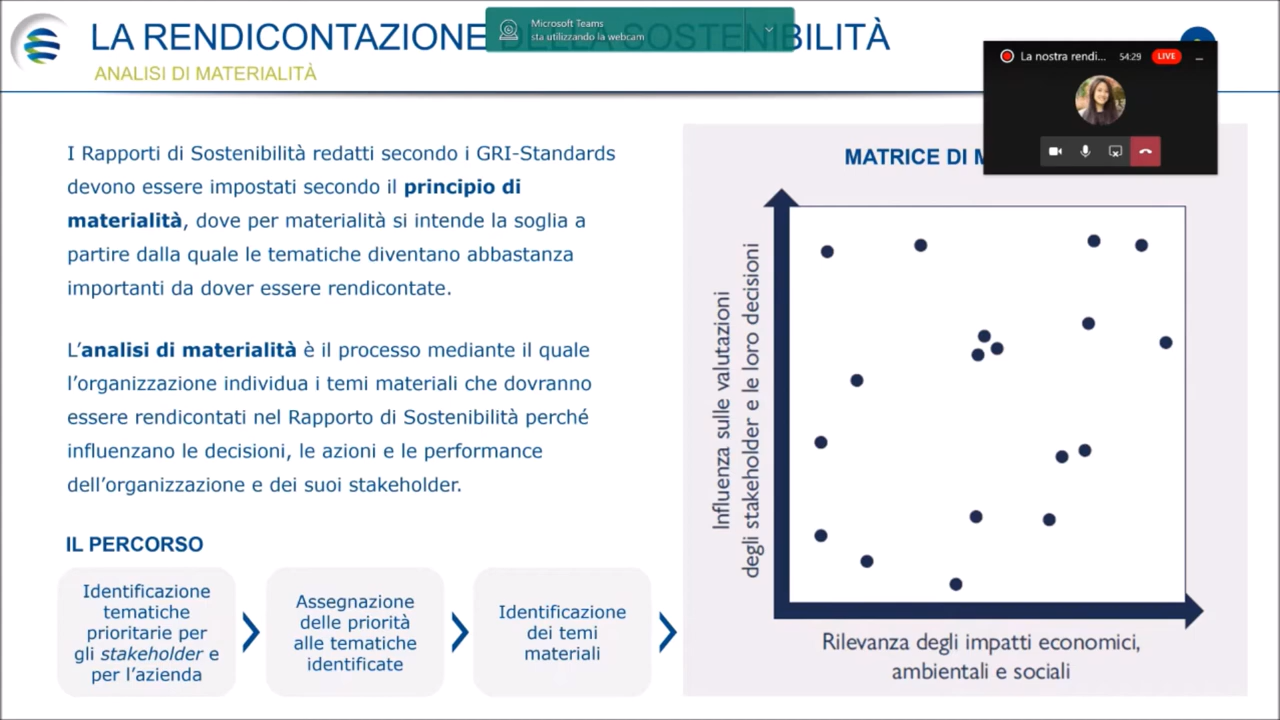 LA RENDICONTAZIONE DELLA SOSTENIBILITÀ
Microsoft Teams
sta utilizzando la webcam
ANALISI DI MATERIALITÀ
La nostra rendi...
54:29
LIVE
I Rapporti di Sostenibilità redatti secondo i GRI-Standards
devono essere impostati secondo il principio di
materialità, dove per materialità si intende la soglia a
partire dalla quale le tematiche diventano abbastanza
importanti da dover essere rendicontate.
L'analisi di materialità è il processo mediante il quale
l'organizzazione individua i temi materiali che dovranno
essere rendicontati nel Rapporto di Sostenibilità perché
influenzano le decisioni, le azioni e le performance
dell'organizzazione e dei suoi stakeholder.
IL PERCORSO
Identificazione
tematiche
prioritarie per
gli stakeholder e
per l'azienda
Assegnazione
delle priorità
alle tematiche
identificate
Identificazione
dei temi
materiali
MATRICE DI
Influenza sulle valutazioni
degli stakeholder e le loro decisioni
Rilevanza degli impatti economici,
ambientali e sociali